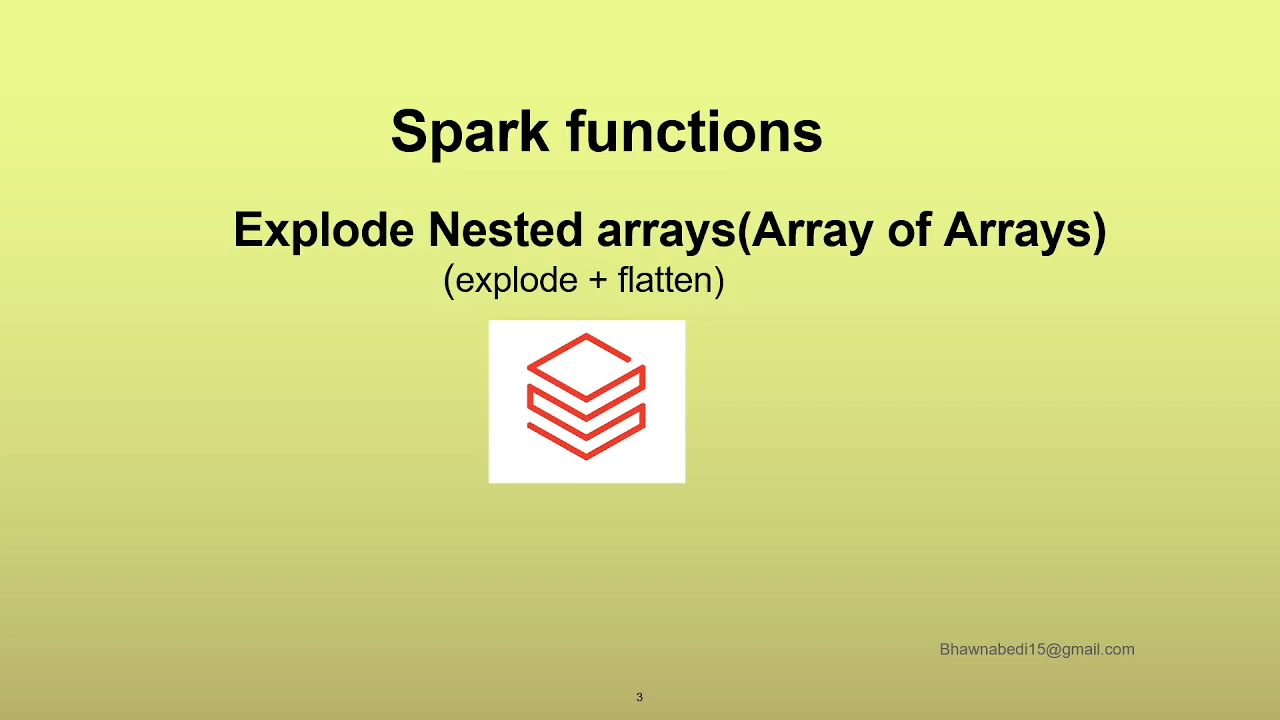 Spark functions
Explode Nested arrays(Array of Arrays)
(explode + flatten)
Bhawnabedi15@gmail.com
3